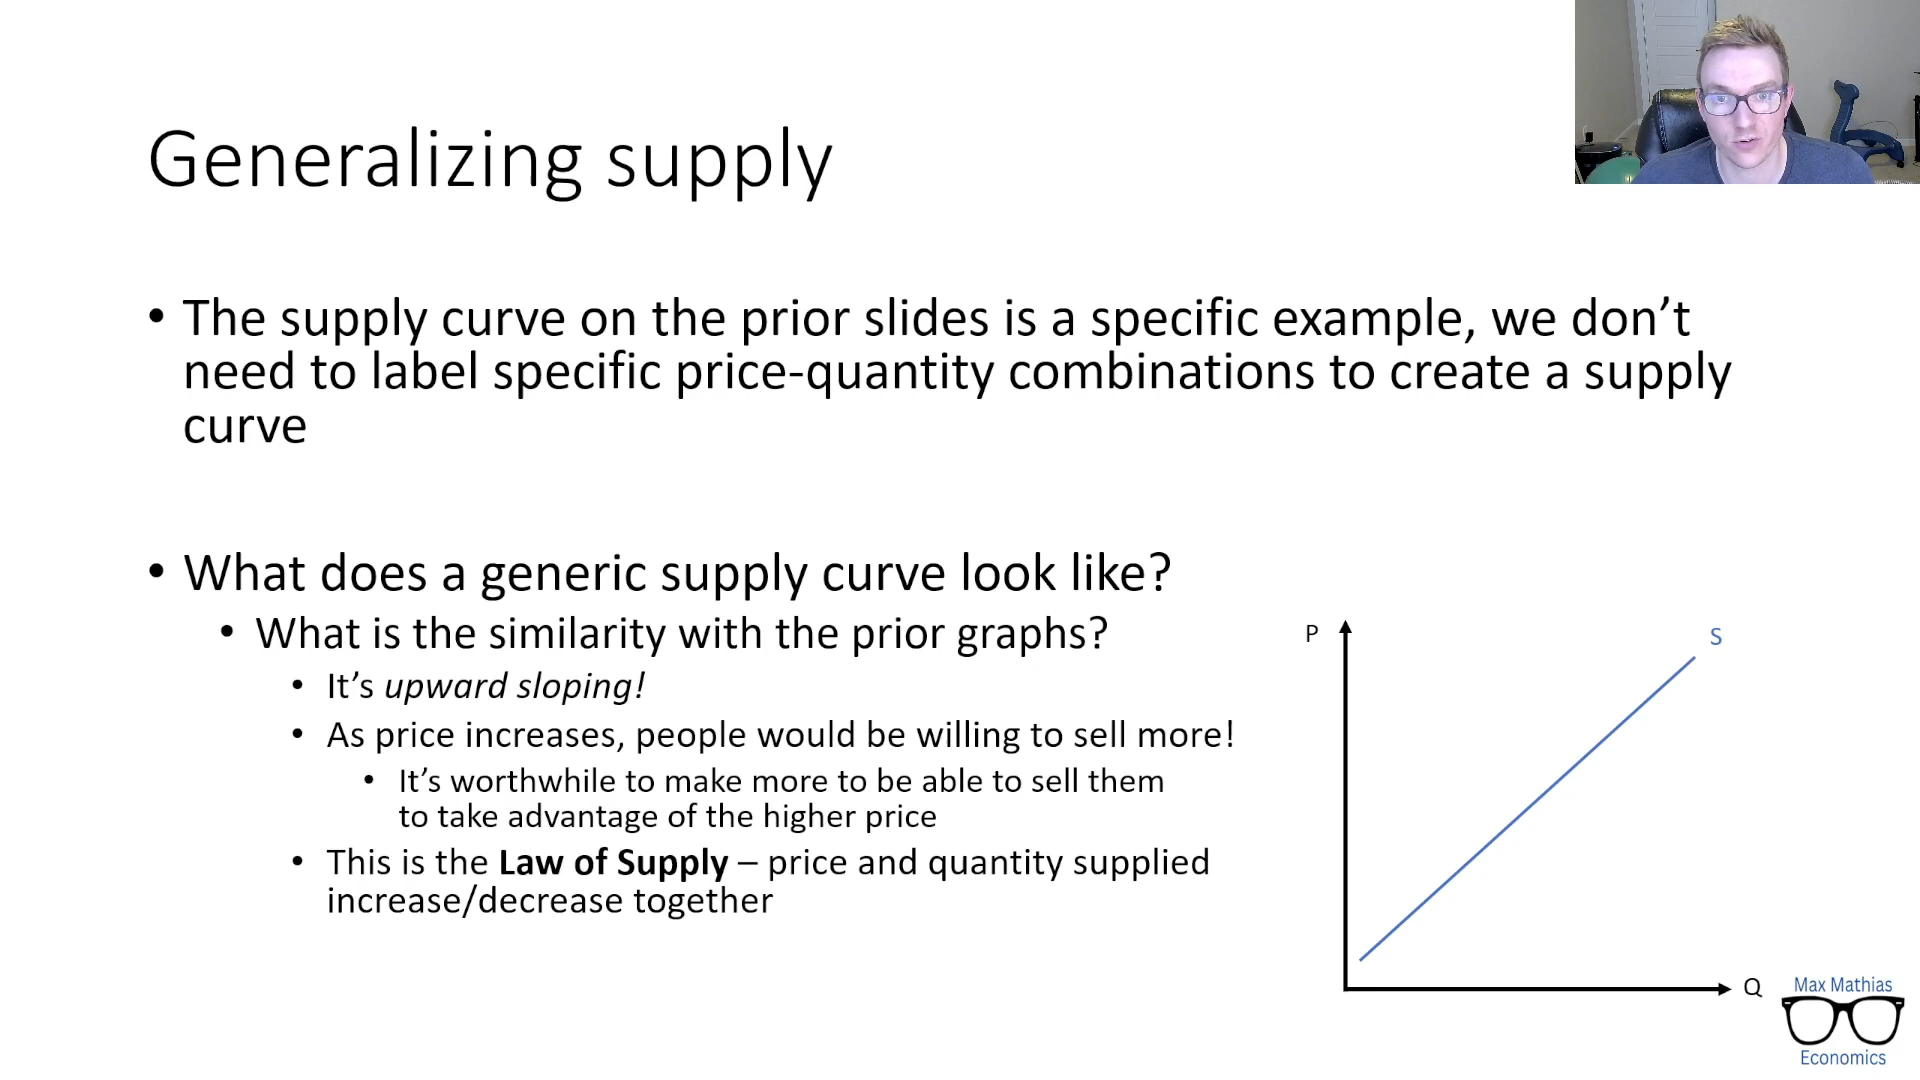 Generalizing supply
• The supply curve on the prior slides is a specific example, we don’t
need to label specific price-quantity combinations to create a supply
curve
• What does a generic supply curve look like?
• What is the similarity with the prior graphs?
• It’s upward sloping!
• As price increases, people would be willing to sell more!
• It’s worthwhile to make more to be able to sell them
to take advantage of the higher price
• This is the Law of Supply – price and quantity supplied
increase/decrease together
P
S
Q
Max Mathias
Economics